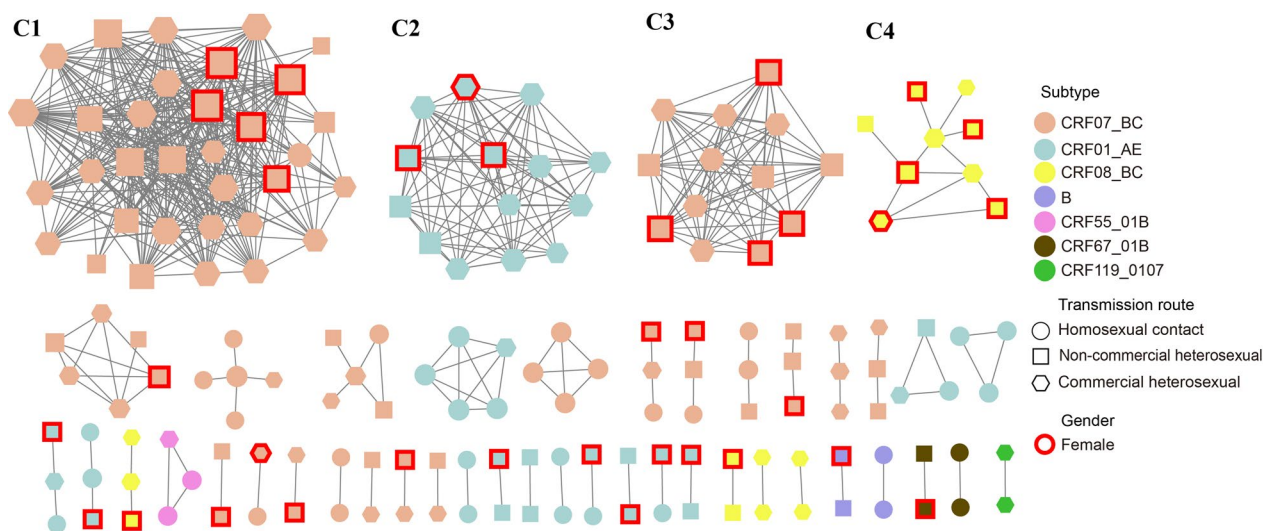 C1
C2
C3
C4
Subtype
CRF07_BC
CRF01_AE
CRF08_BC
B
CRF55_01B
CRF67_01B
CRF119_0107
Transmission route
Homosexual contact
Non-commercial heterosexual
Commercial heterosexual
Gender
Female